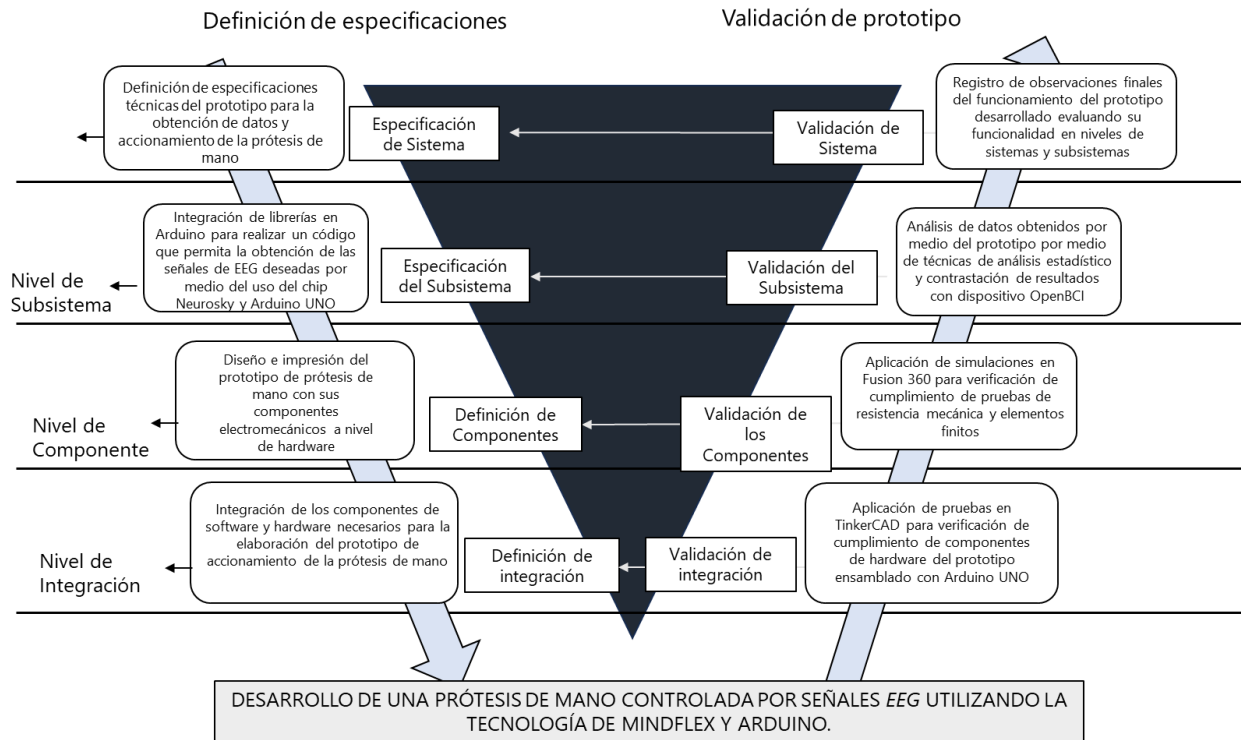 Definición de especificaciones
Validación de prototipo
Definición de especificaciones
técnicas del prototipo para la
obtención de datos y
accionamiento de la prótesis de
mano
Especificación
de Sistema
Validación de
Sistema
Registro de observaciones finales
del funcionamiento del prototipo
desarrollado evaluando su
funcionalidad en niveles de
sistemas y subsistemas
Nivel de
Subsistema
Integración de librerías en
Arduino para realizar un código
que permita la obtención de las
señales de EEG deseadas por
medio del uso del chip
Neurosky y Arduino UNO
Especificación
del Subsistema
Validación del
Subsistema
Análisis de datos obtenidos por
medio del prototipo por medio
de técnicas de análisis estadístico
y contrastación de resultados
con dispositivo OpenBCI
Nivel de
Componente
Diseño e impresión del
prototipo de prótesis de
mano con sus
componentes
electromecánicos a nivel
de hardware
Definición de
Componentes
Validación de
los
Componentes
Aplicación de simulaciones en
Fusion 360 para verificación de
cumplimiento de pruebas de
resistencia mecánica y elementos
finitos
Nivel de
Integración
Integración de los componentes de
software y hardware necesarios para la
elaboración del prototipo de
accionamiento de la prótesis de mano
Definición de
integración
Validación de
integración
Aplicación de pruebas en
TinkerCAD para verificación de
cumplimiento de componentes
de hardware del prototipo
ensamblado con Arduino UNO
DESARROLLO DE UNA PRÓTESIS DE MANO CONTROLADA POR SEÑALES EEG UTILIZANDO LA
TECNOLOGÍA DE MINDFLEX Y ARDUINO.